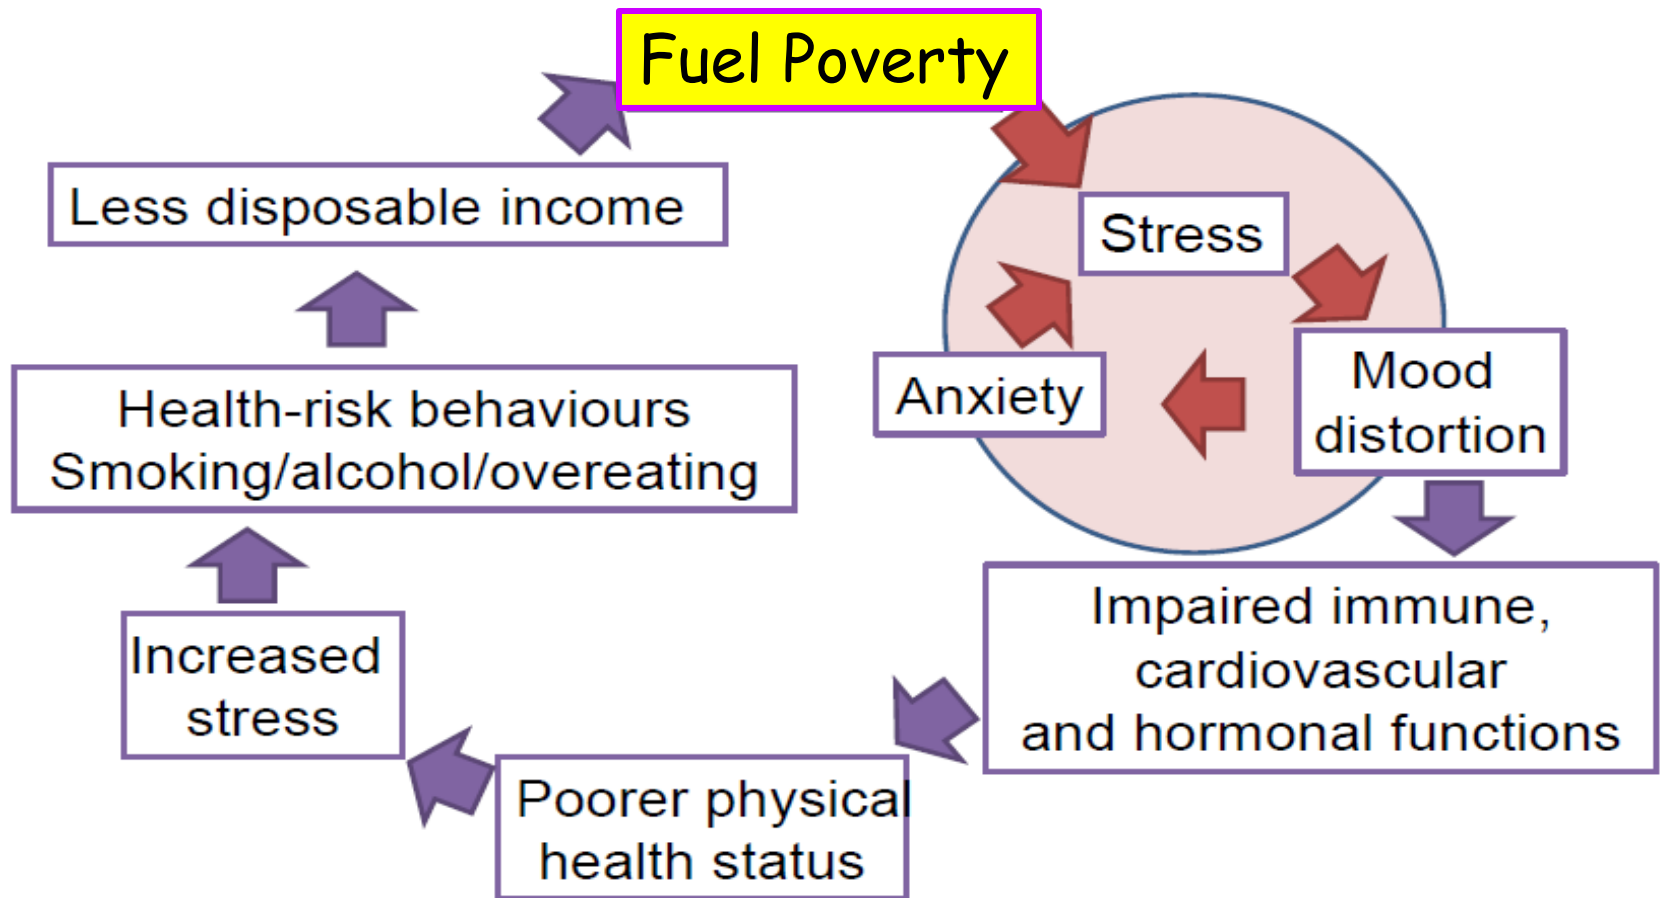 Fuel Poverty
Less disposable income
Stress
Health-risk behaviours
Smoking/alcohol/overeating
Anxiety
Mood
distortion
Increased
stress
Impaired immune,
cardiovascular
and hormonal functions
Poorer physical
health status